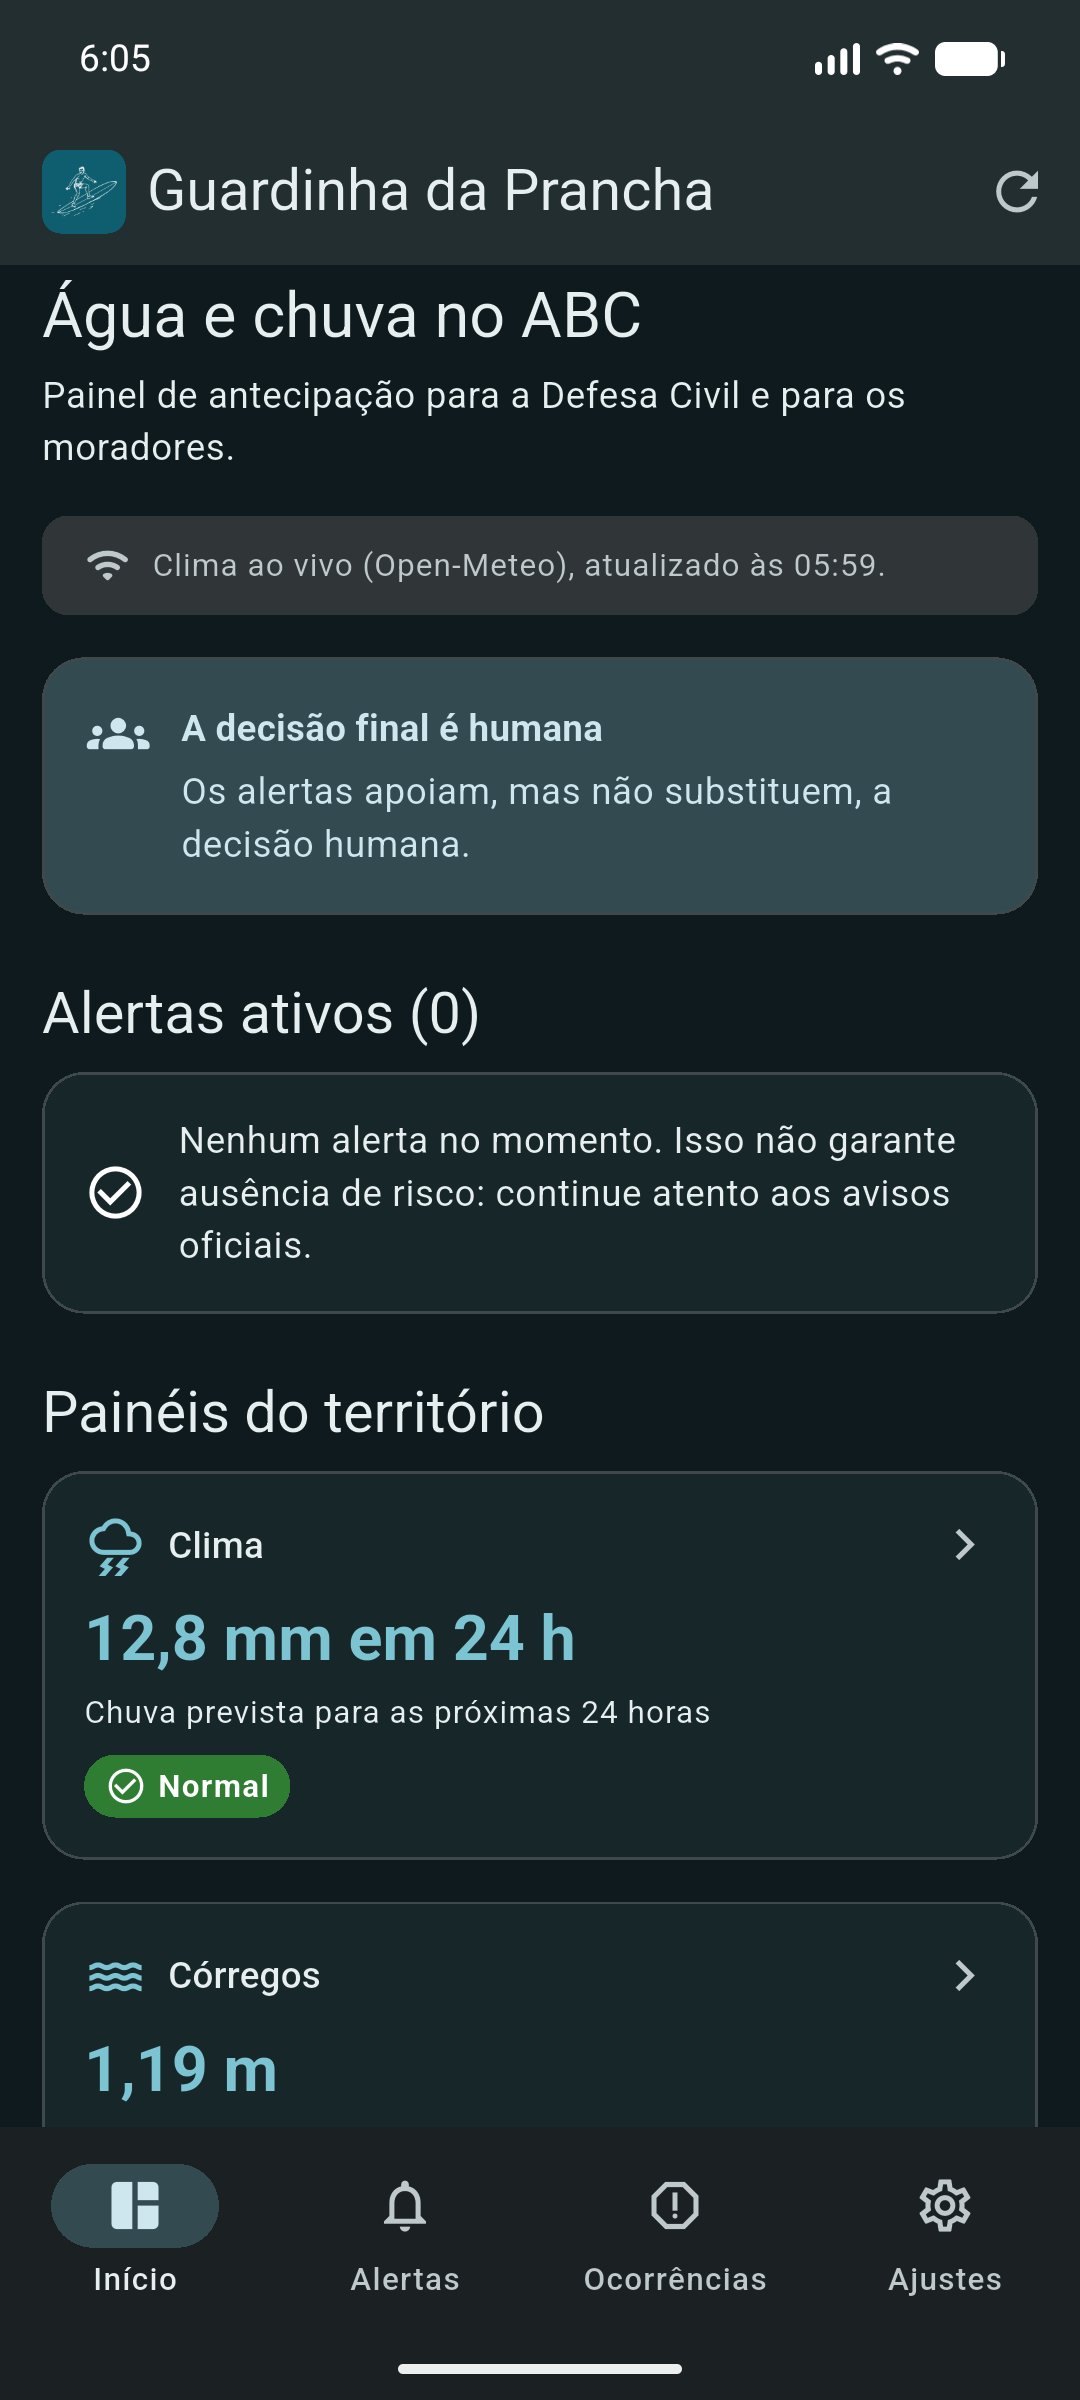 6:05
Guardinha da Prancha
Água e chuva no ABC
Painel de antecipação para a Defesa Civil e para os
moradores.
Clima ao vivo (Open-Meteo), atualizado às 05:59.
A decisão final é humana
Os alertas apoiam, mas não substituem, a
decisão humana.
Alertas ativos (0)
Nenhum alerta no momento. Isso não garante
ausência de risco: continue atento aos avisos
oficiais.
Painéis do território
Clima
12,8 mm em 24 h
Chuva prevista para as próximas 24 horas
Normal
Córregos
1,19 m
Início
Alertas
Ocorrências
Ajustes